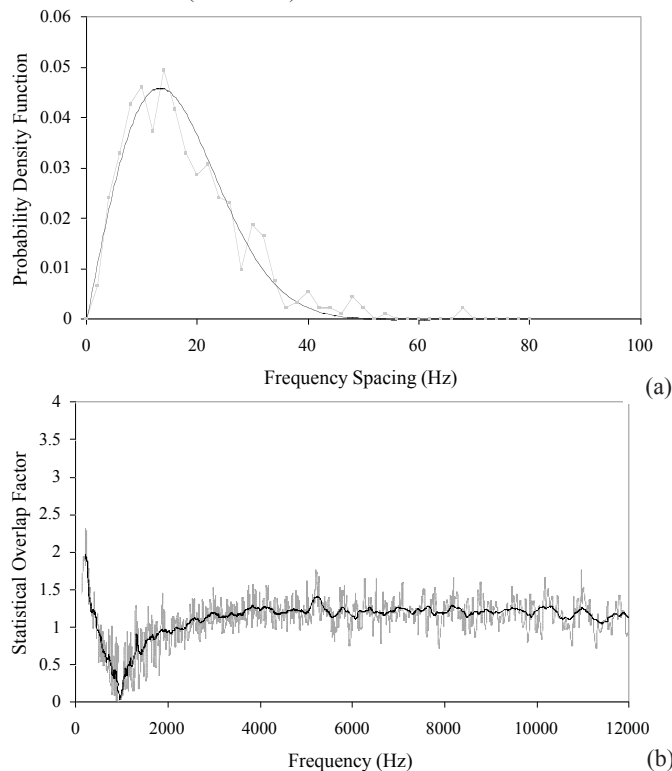 0.06
0.05
0.04
0.03
0.02
0.01
0
Probability Density Function
0 20 40 60 80 100
Frequency Spacing (Hz)
(a)
4
3.5
3
2.5
2
1.5
1
0.5
0
Statistical Overlap Factor
0 2000 4000 6000 8000 10000 12000
Frequency (Hz)
(b)